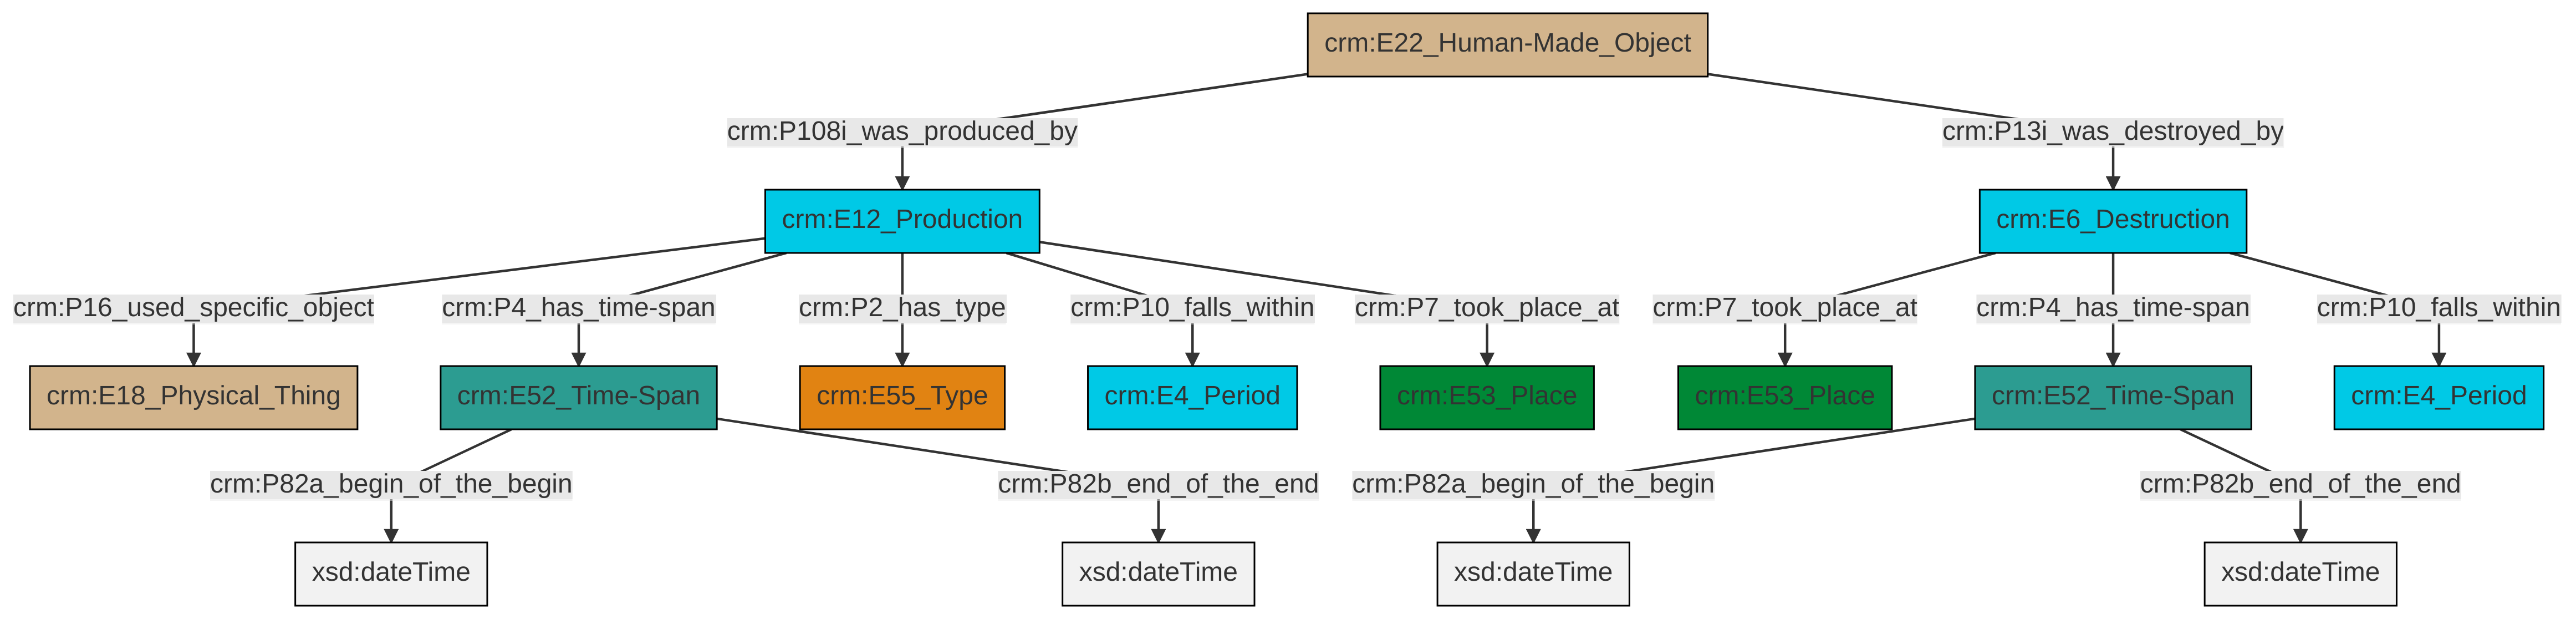 crm:E22_Human-Made_Object
crm:P108i_was_produced_by
crm:P13i_was_destroyed_by
crm:E12_Production
crm:E6_Destruction
crm:P16_used_specific_object
crm:P4_has_time-span
crm:P2_has_type
crm:P10_falls_within
crm:P7_took_place_at
crm:P7_took_place_at
crm:P4_has_time-span
crm:P10_falls_within
crm:E18_Physical_Thing
crm:E52_Time-Span
crm:E55_Type
crm:E4_Period
crm:E53_Place
crm:E53_Place
crm:E52_Time-Span
crm:E4_Period
crm:P82a_begin_of_the_begin
crm:P82b_end_of_the_end
crm:P82a_begin_of_the_begin
crm:P82b_end_of_the_end
xsd:dateTime
xsd:dateTime
xsd:dateTime
xsd:dateTime